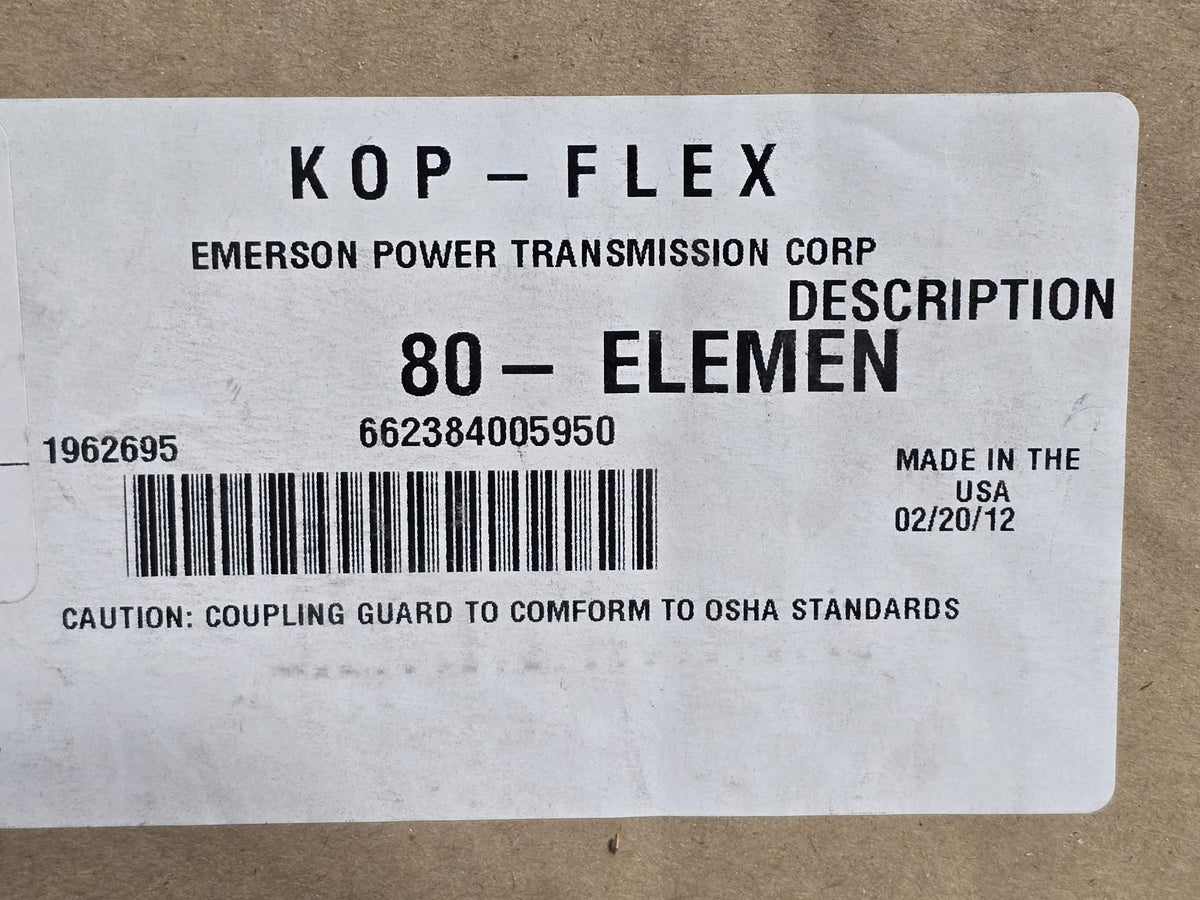 KOP-FLEX
EMERSON POWER TRANSMISSION CORP
DESCRIPTION
80- ELEMEN
662384005950
1962695
MADE IN THE
USA
02/20/12
CAUTION: COUPLING GUARD TO COMFORM TO OSHA STANDARDS